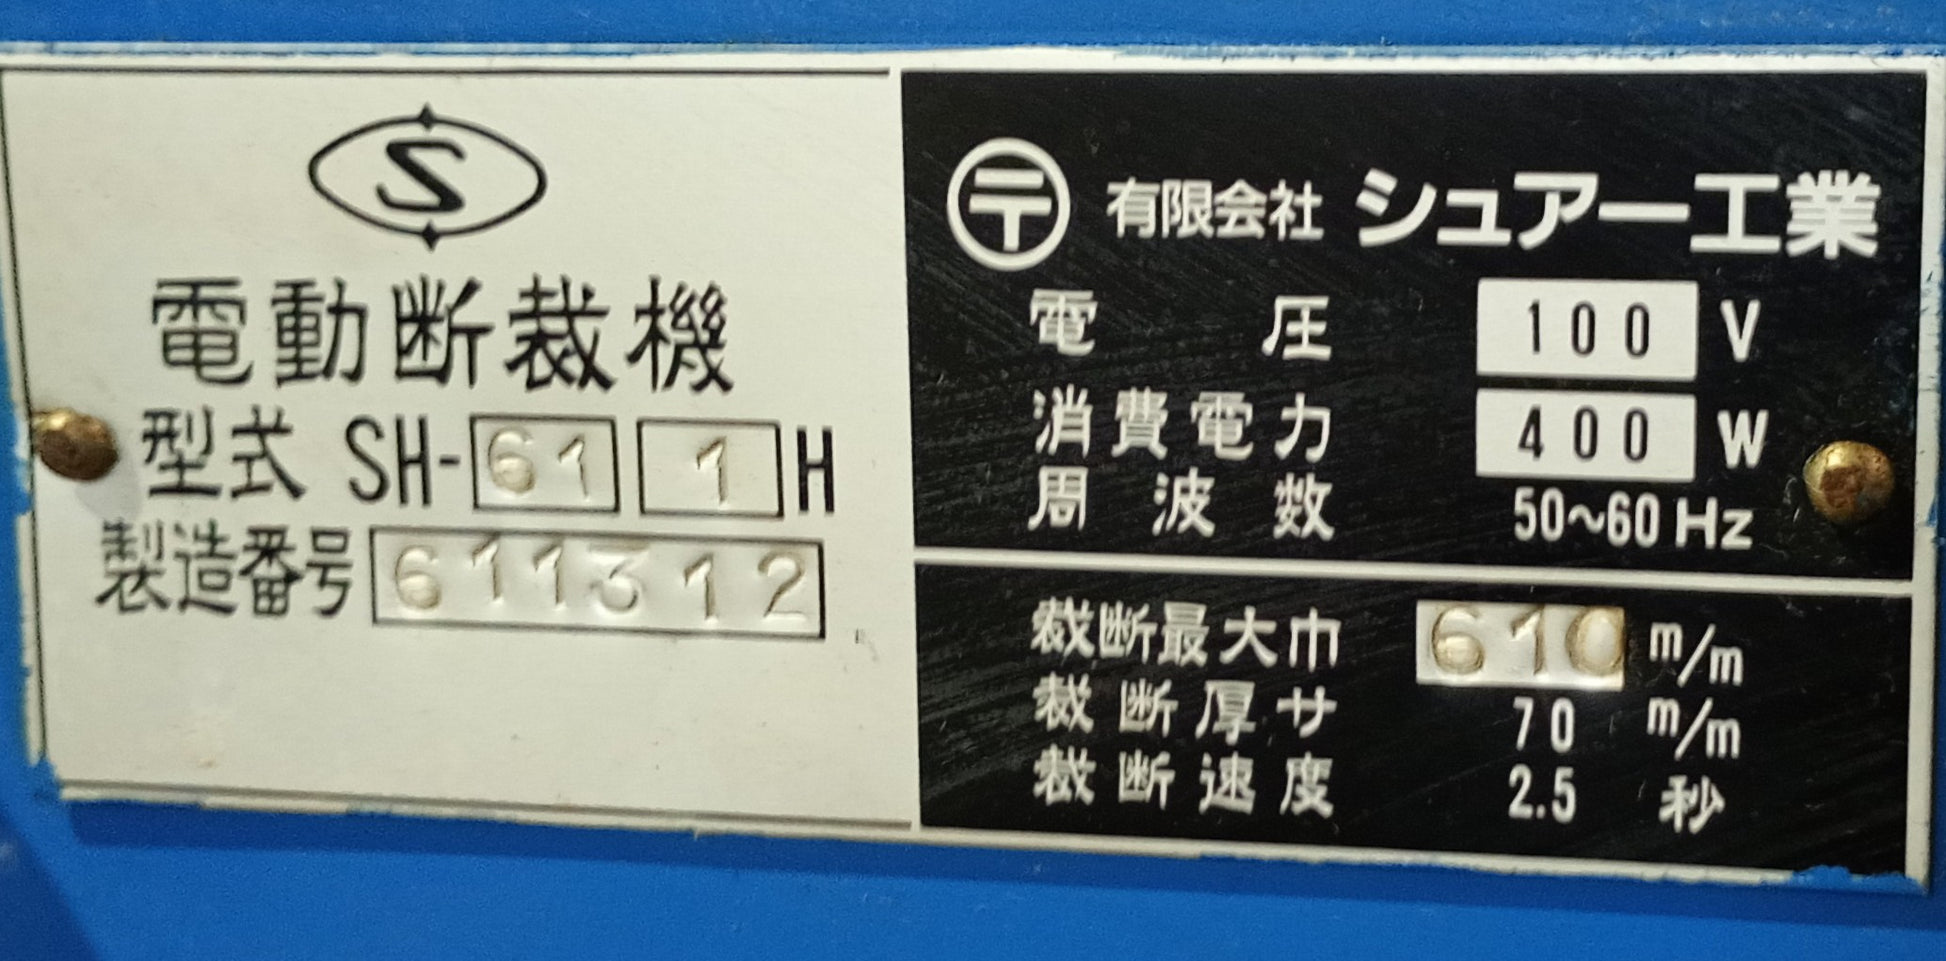 S
電動断裁機
型式 SH-61 1H
製造番号 611312
〒 有限会社 シュアー工業
電圧 100 V
消費電力 400 W
周波数 50~60 Hz
裁断最大巾 610 m/m
裁断厚サ 70 m/m
裁断速度 2.5 秒